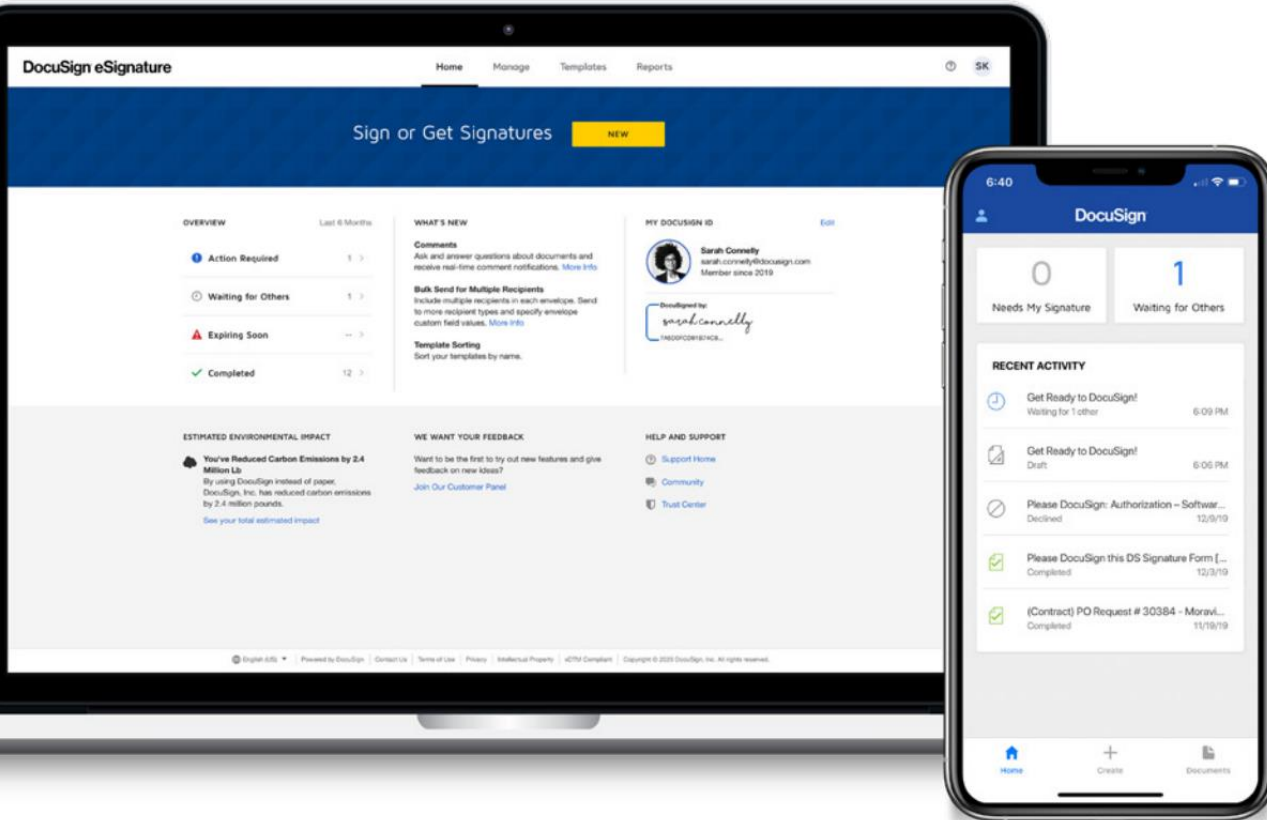 DocuSign eSignature
Home Manage Templates Reports
SK
Sign or Get Signatures NEW
OVERVIEW Last 6 Months
Action Required 1
Waiting for Others 1
Expiring Soon --
Completed 12
WHAT'S NEW
Comments
Ask and answer questions about documents and
receive real-time comment notifications. More Info
Bulk Send for Multiple Recipients
Include multiple recipients in each envelope. Send
to more recipient types and specify envelope
custom field values. More Info
Template Sorting
Sort your templates by name.
MY DOCUSIGN ID Edit
Sarah Connelly
sarah.connelly@docusign.com
Member since 2019
DocuSigned by:
sarah connelly
ESTIMATED ENVIRONMENTAL IMPACT
You've Reduced Carbon Emissions by 2.4
Million Lb
By using DocuSign instead of paper,
DocuSign, Inc. has reduced carbon emissions
by 2.4 million pounds.
See your total estimated impact
WE WANT YOUR FEEDBACK
Want to be the first to try out new features and give
feedback on new ideas?
Join Our Customer Panel
HELP AND SUPPORT
Support Home
Community
Trust Center
English (US) Powered by DocuSign Contact Us Terms of Use Privacy Intellectual Property xDTM Compliant Copyright © 2020 DocuSign, Inc. All rights reserved.
6:40
DocuSign
0
Needs My Signature
1
Waiting for Others
RECENT ACTIVITY
Get Ready to DocuSign!
Waiting for 1 other 6:09 PM
Get Ready to DocuSign!
Draft 6:06 PM
Please DocuSign: Authorization – Softwar...
Declined 12/9/19
Please DocuSign this DS Signature Form [...
Completed 12/3/19
(Contract) PO Request # 30384 - Moravi...
Completed 11/19/19
Home Create Documents